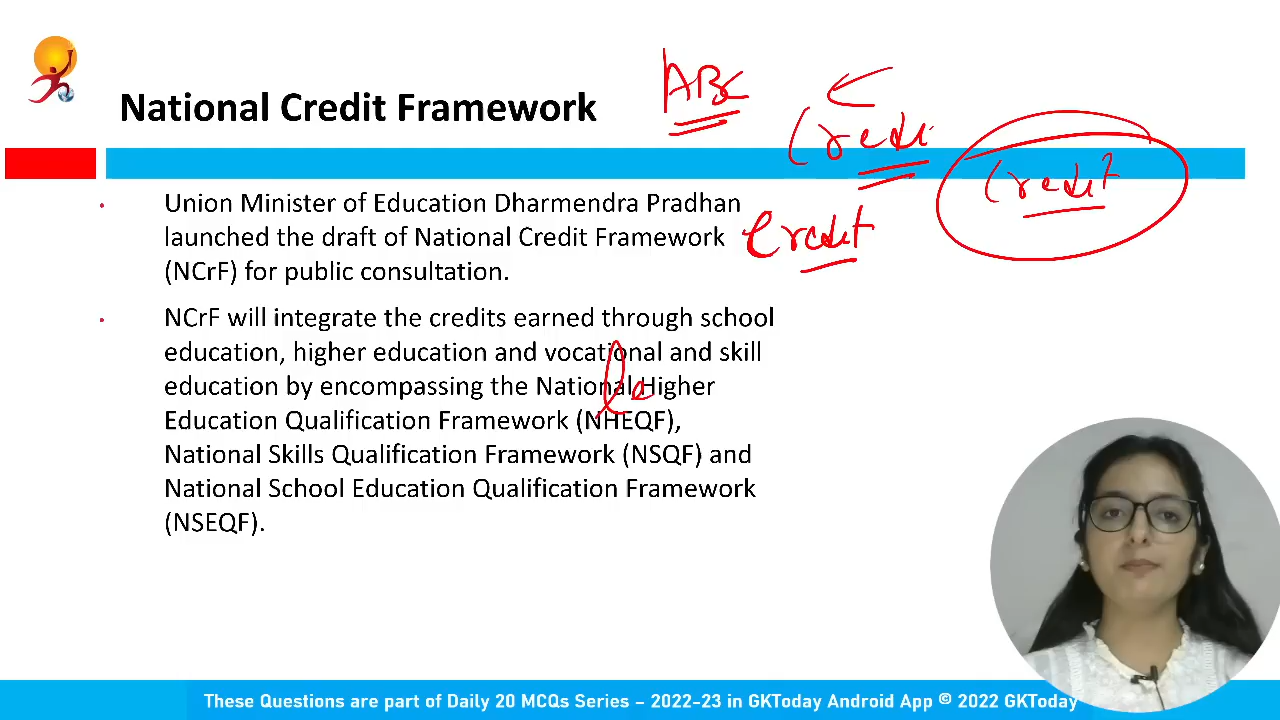 National Credit Framework
ABC
Credi
Credit
Credit
Union Minister of Education Dharmendra Pradhan
launched the draft of National Credit Framework
(NCrF) for public consultation.
NCrF will integrate the credits earned through school
education, higher education and vocational and skill
education by encompassing the National Higher
Education Qualification Framework (NHEQF),
National Skills Qualification Framework (NSQF) and
National School Education Qualification Framework
(NSEQF).
These Questions are part of Daily 20 MCQs Series – 2022-23 in GKToday Android App © 2022 GKToday